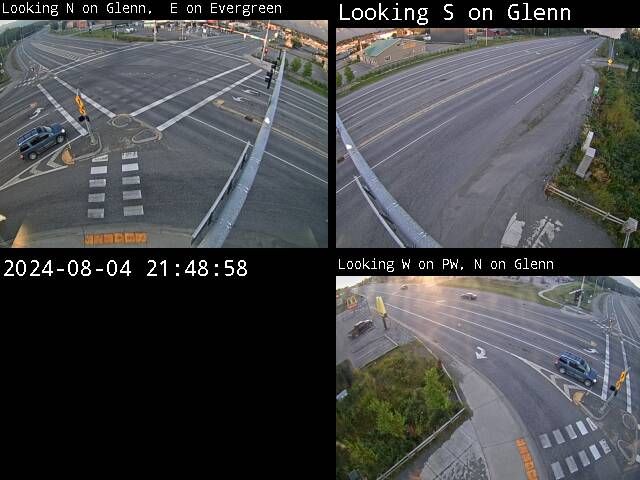 Looking N on Glenn,  E on Evergreen
Looking S on Glenn
2024-08-04 21:48:58
Looking W on PW, N on Glenn